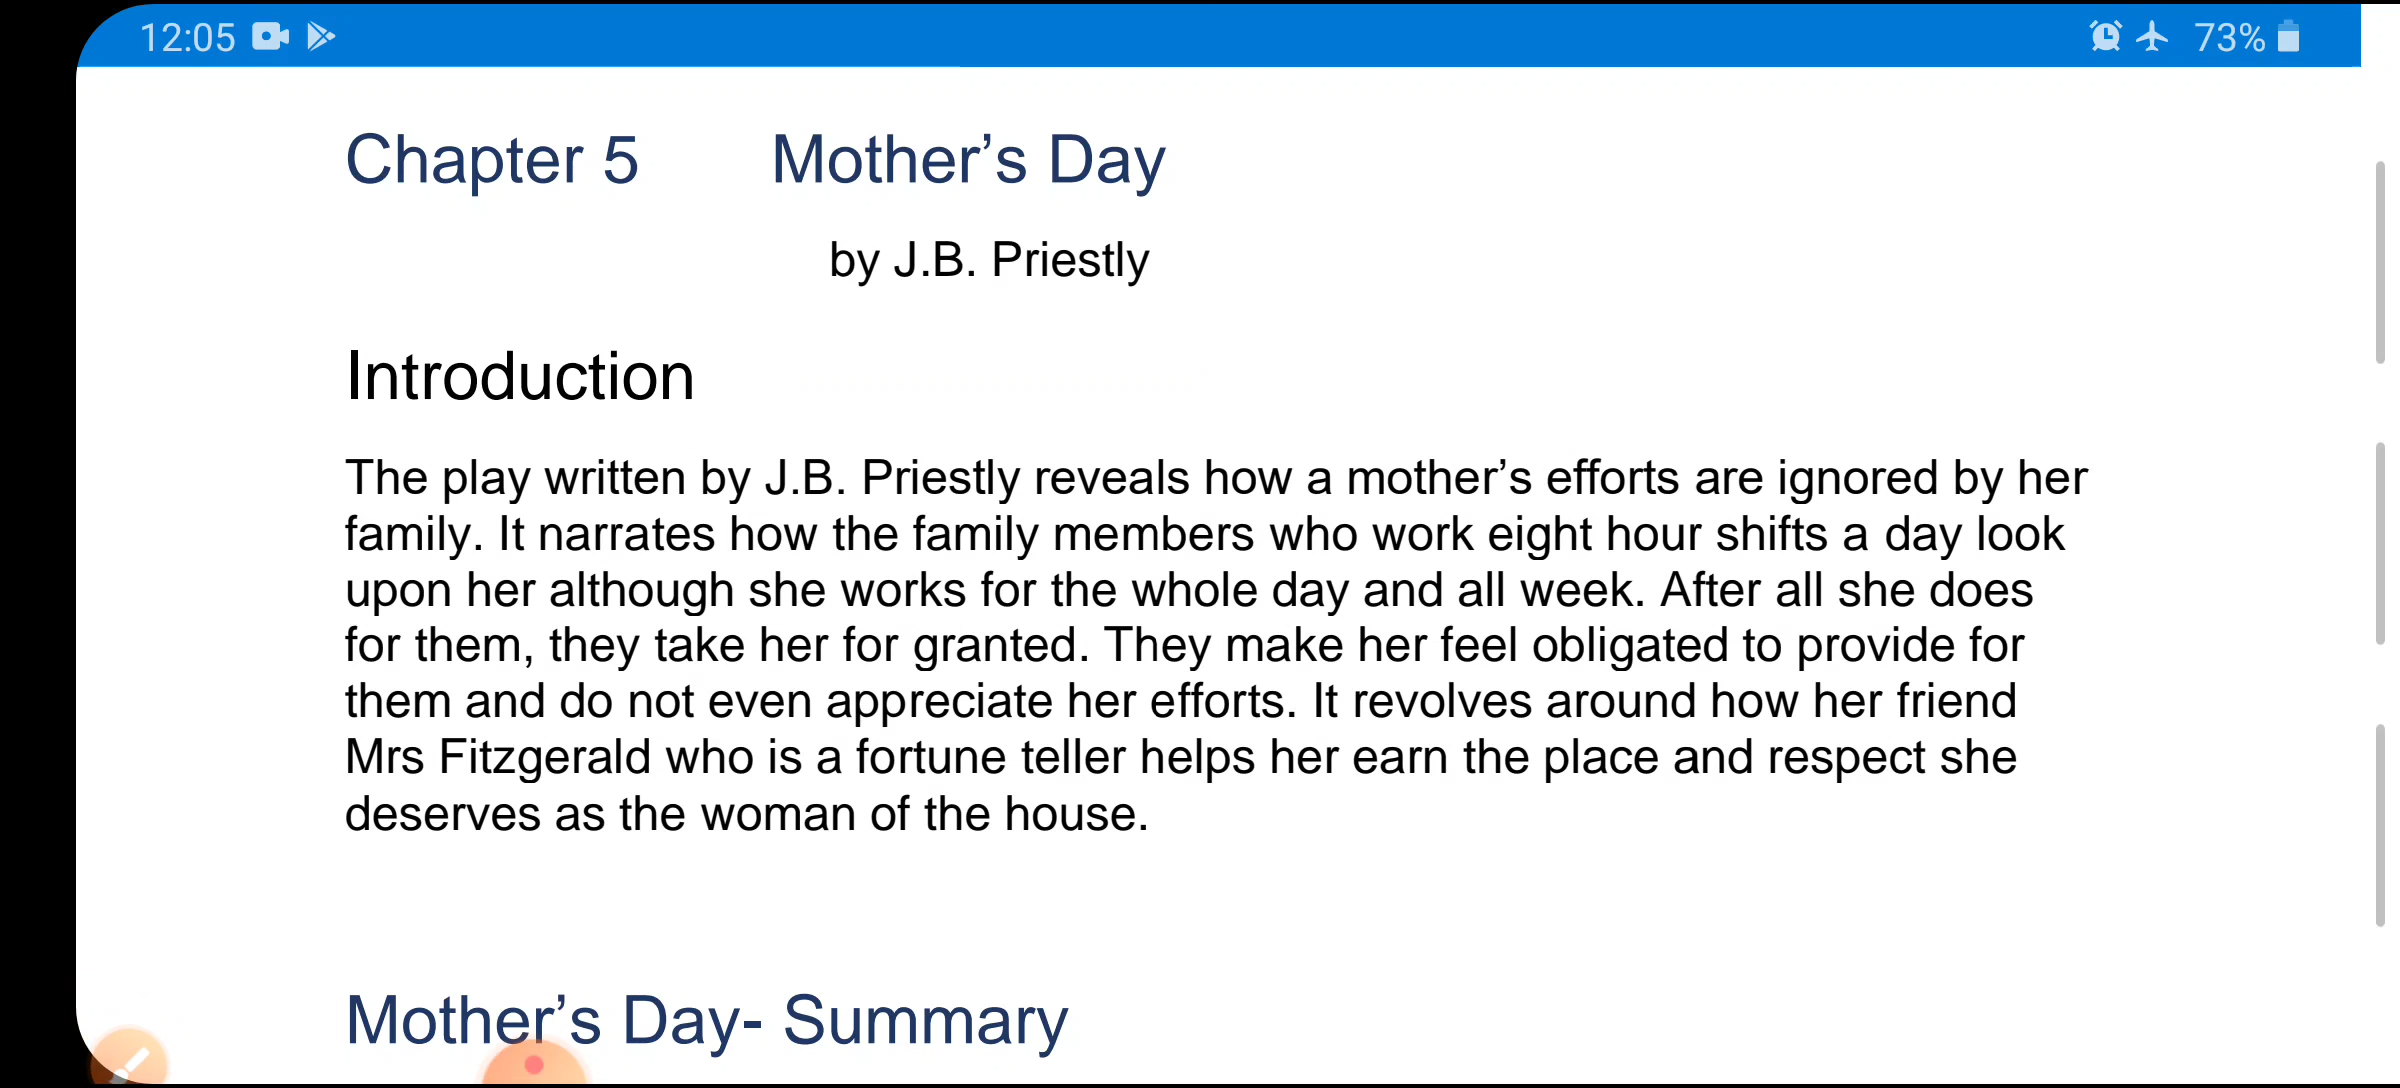 12:05 73%
Chapter 5 Mother’s Day
by J.B. Priestly
Introduction
The play written by J.B. Priestly reveals how a mother’s efforts are ignored by her
family. It narrates how the family members who work eight hour shifts a day look
upon her although she works for the whole day and all week. After all she does
for them, they take her for granted. They make her feel obligated to provide for
them and do not even appreciate her efforts. It revolves around how her friend
Mrs Fitzgerald who is a fortune teller helps her earn the place and respect she
deserves as the woman of the house.
Mother’s Day- Summary